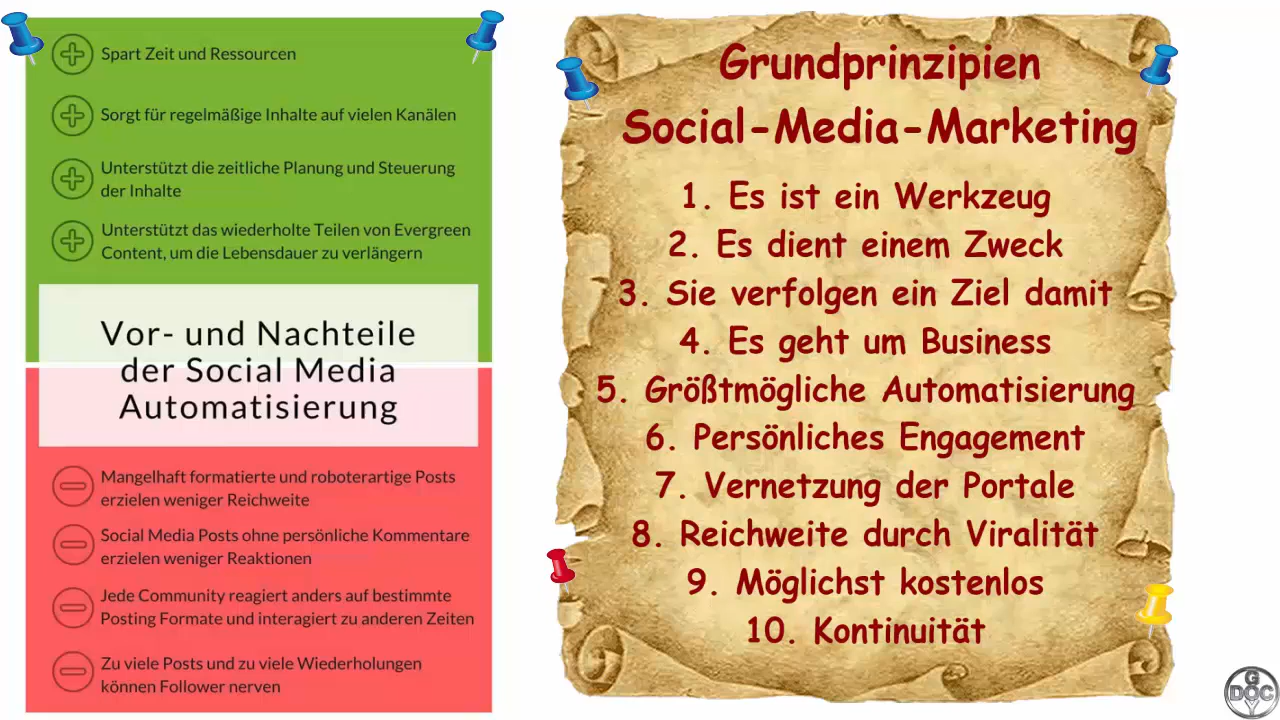 Spart Zeit und Ressourcen
Sorgt für regelmäßige Inhalte auf vielen Kanälen
Unterstützt die zeitliche Planung und Steuerung
der Inhalte
Unterstützt das wiederholte Teilen von Evergreen
Content, um die Lebensdauer zu verlängern
Vor- und Nachteile
der Social Media
Automatisierung
Mangelhaft formatierte und roboterartige Posts
erzielen weniger Reichweite
Social Media Posts ohne persönliche Kommentare
erzielen weniger Reaktionen
Jede Community reagiert anders auf bestimmte
Posting Formate und interagiert zu anderen Zeiten
Zu viele Posts und zu viele Wiederholungen
können Follower nerven
Grundprinzipien
Social-Media-Marketing
1. Es ist ein Werkzeug
2. Es dient einem Zweck
3. Sie verfolgen ein Ziel damit
4. Es geht um Business
5. Größtmögliche Automatisierung
6. Persönliches Engagement
7. Vernetzung der Portale
8. Reichweite durch Viralität
9. Möglichst kostenlos
10. Kontinuität
G
DOC
Y